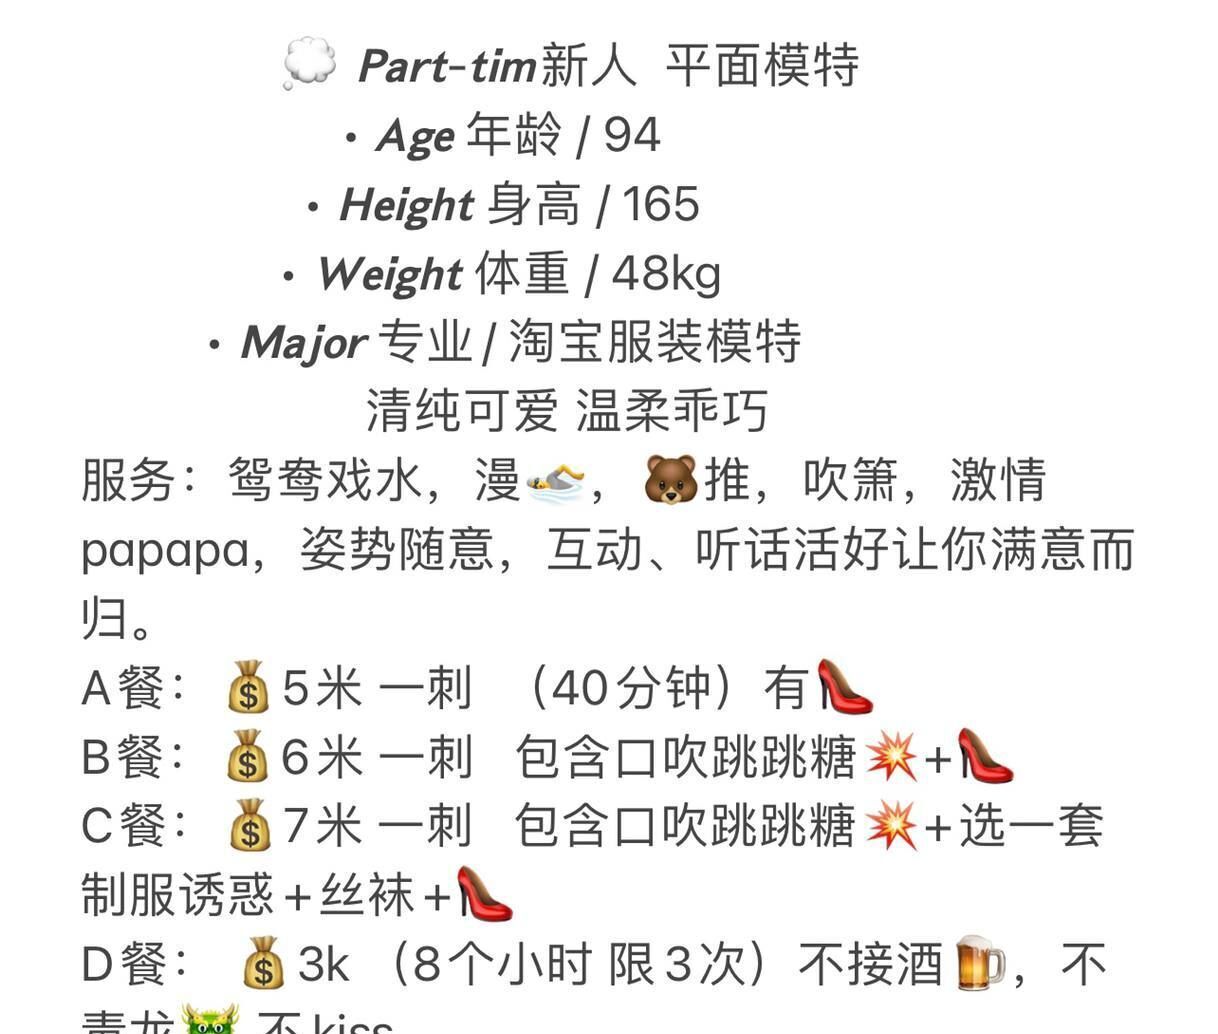 💭 Part-tim新人 平面模特
• Age 年龄 / 94
• Height 身高 / 165
• Weight 体重 / 48kg
• Major 专业 / 淘宝服装模特
清纯可爱 温柔乖巧
服务：鸳鸯戏水，漫🏊，🐻推，吹箫，激情
papapa，姿势随意，互动、听话活好让你满意而
归。
A餐：💰5米 一刺 （40分钟）有👠
B餐：💰6米 一刺 包含口吹跳跳糖💥+👠
C餐：💰7米 一刺 包含口吹跳跳糖💥+选一套
制服诱惑+丝袜+👠
D餐： 💰3k （8个小时 限3次）不接酒🍺，不
青龙🐲不kiss